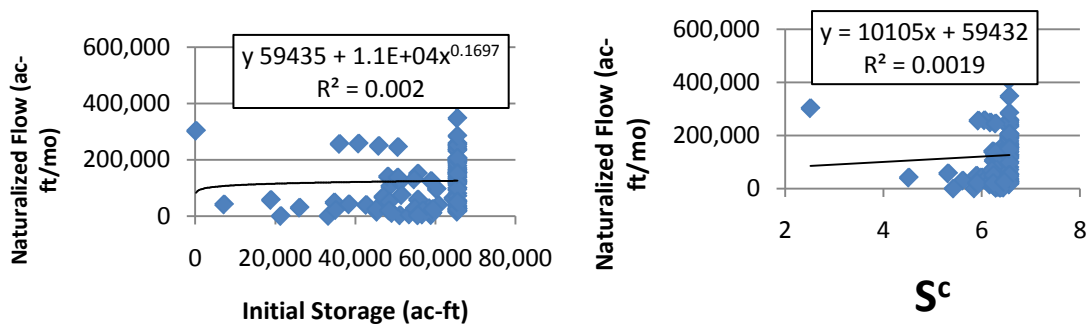 Naturalized Flow (ac-
ft/mo)
600,000
400,000
200,000
0
y 59435 + 1.1E+04x^0.1697
R² = 0.002
0 20,000 40,000 60,000 80,000
Initial Storage (ac-ft)
Naturalized Flow (ac-
ft/mo)
600,000
400,000
200,000
0
y = 10105x + 59432
R² = 0.0019
2 4 6 8
S^c